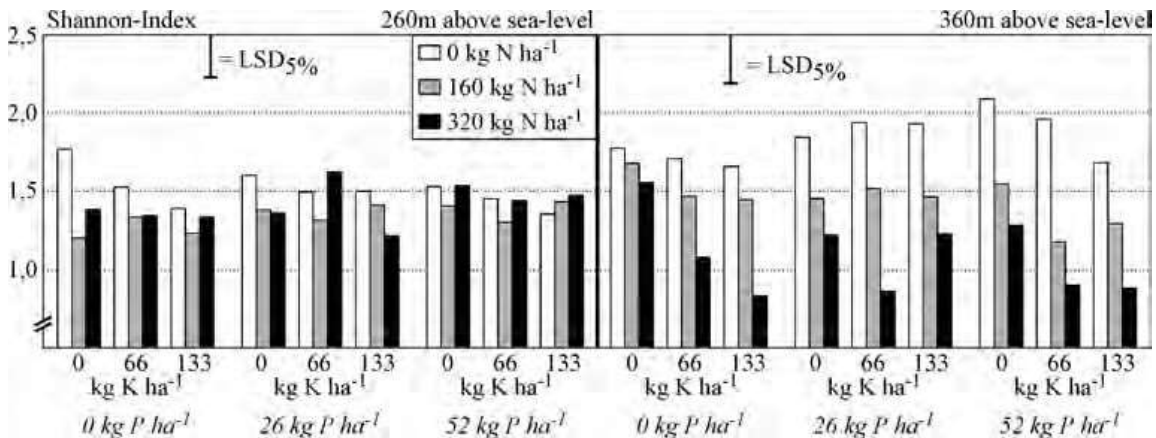 Shannon-Index 260m above sea-level 360m above sea-level
2,5
= LSD5% 0 kg N ha⁻¹ = LSD5%
160 kg N ha⁻¹
2.0
320 kg N ha⁻¹
1.5
1.0
0 66 133 0 66 133 0 66 133 0 66 133 0 66 133 0 66 133
kg K ha⁻¹ kg K ha⁻¹ kg K ha⁻¹ kg K ha⁻¹ kg K ha⁻¹ kg K ha⁻¹
0 kg P ha⁻¹ 26 kg P ha⁻¹ 52 kg P ha⁻¹ 0 kg P ha⁻¹ 26 kg P ha⁻¹ 52 kg P ha⁻¹